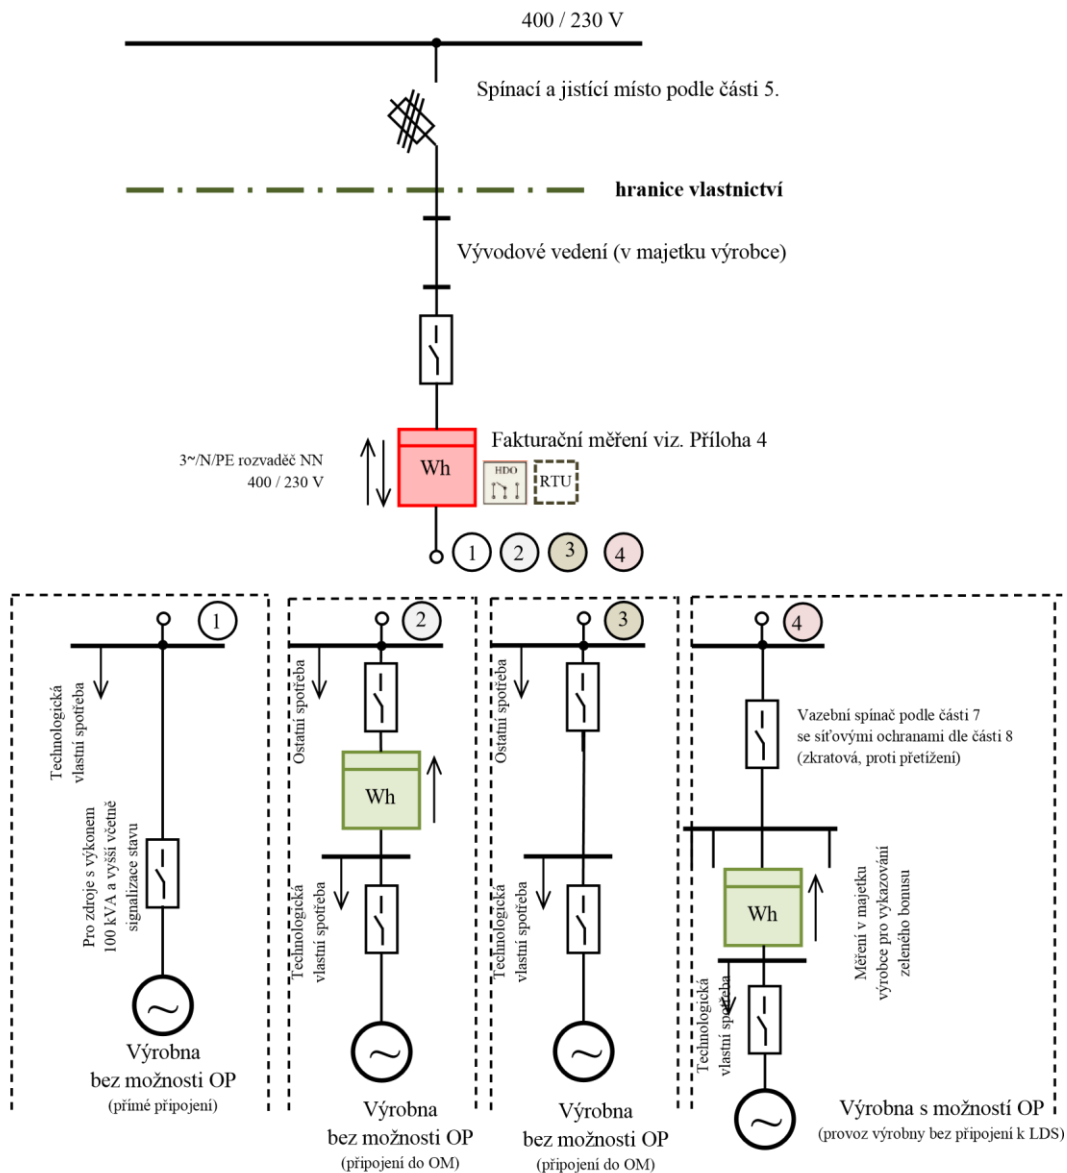 400 / 230 V
Spínací a jistící místo podle části 5.
hranice vlastnictví
Vývodové vedení (v majetku výrobce)
Fakturační měření viz. Příloha 4
3~/N/PE rozvaděč NN
400 / 230 V
Wh
HDO
RTU
1
2
3
4
1
Technologická
vlastní spotřeba
Pro zdroje s výkonem
100 kVA a vyšší včetně
signalizace stavu
Výrobna
bez možnosti OP
(přímé připojení)
2
Ostatní spotřeba
Wh
Technologická
vlastní spotřeba
Výrobna
bez možnosti OP
(připojení do OM)
3
Ostatní spotřeba
Technologická
vlastní spotřeba
Výrobna
bez možnosti OP
(připojení do OM)
4
Vazební spínač podle části 7
se síťovými ochranami dle části 8
(zkratová, proti přetížení)
Wh
Měření v majetku
výrobce pro vykazování
zeleného bonusu
Technologická
vlastní spotřeba
Výrobna s možností OP
(provoz výrobny bez připojení k LDS)